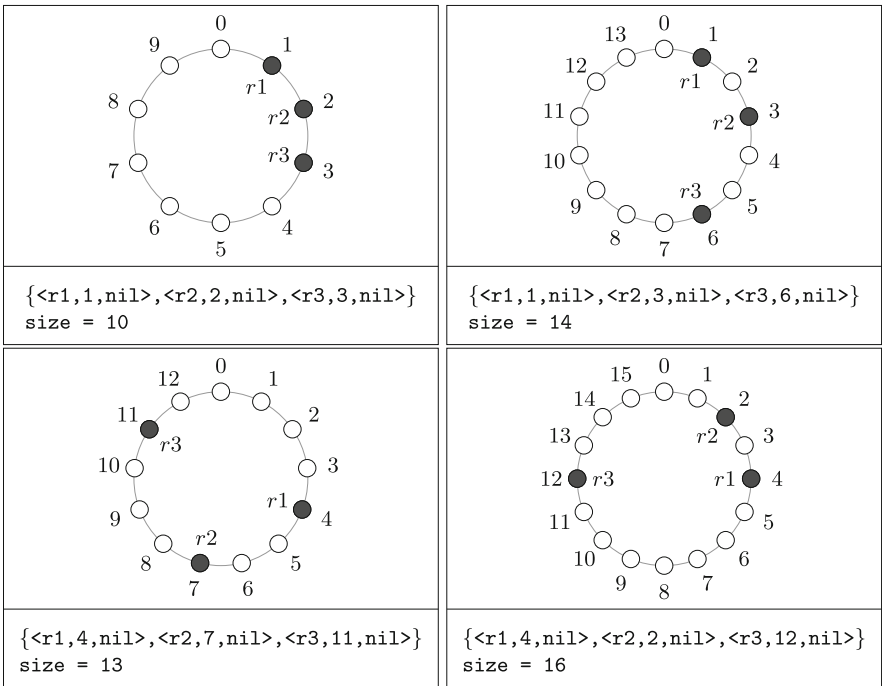 0
9 1
r1
8 r2 2
r3
7 3
6 4
5
{<r1,1,nil>,<r2,2,nil>,<r3,3,nil>}
size = 10
0
13 1
12 r1 2
11 r2 3
10 4
9 r3 5
8 6
7
{<r1,1,nil>,<r2,3,nil>,<r3,6,nil>}
size = 14
0
12 1
11 2
r3
10 3
r1
9 4
r2
8 5
7 6
{<r1,4,nil>,<r2,7,nil>,<r3,11,nil>}
size = 13
0
15 1
14 2
r2
13 3
12 r3 r1 4
11 5
10 6
9 7
8
{<r1,4,nil>,<r2,2,nil>,<r3,12,nil>}
size = 16